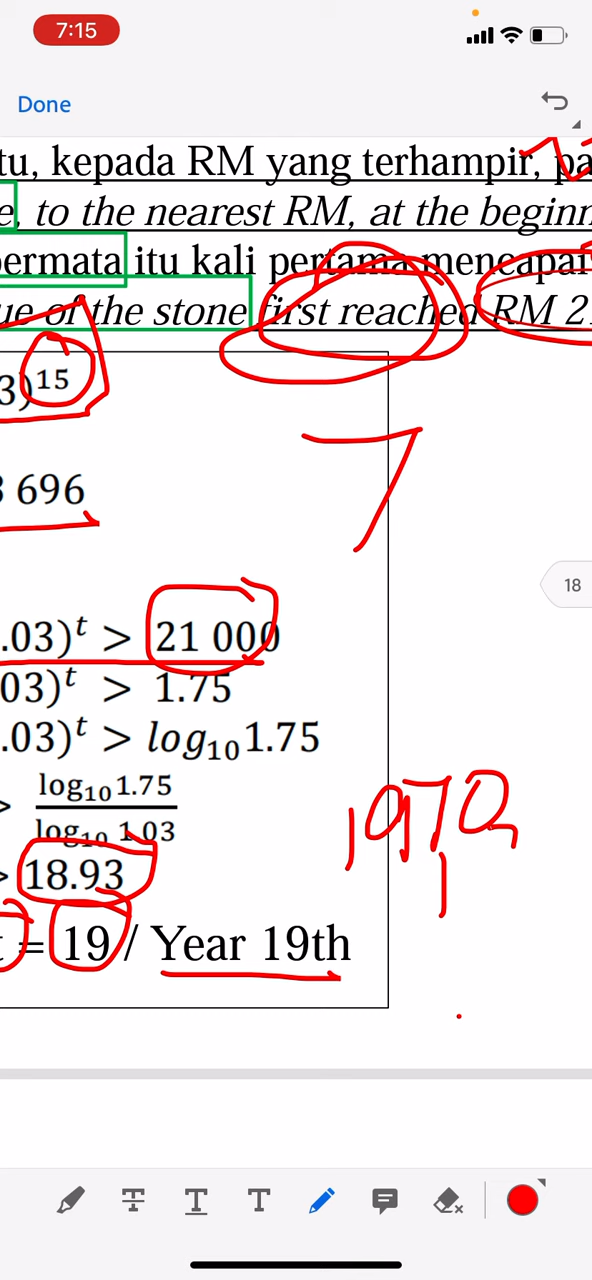 7:15
Done
tu, kepada RM yang terhampir, pa
e, to the nearest RM, at the beginn
permata itu kali pertama mencapai
ue of the stone first reached RM 2
3)¹⁵
696
7
.03)ᵗ > 21 000
03)ᵗ > 1.75
.03)ᵗ > log₁₀1.75
> log₁₀1.75
log₁₀ 1.03
> 18.93
t = 19 / Year 19th
18
T
T
T